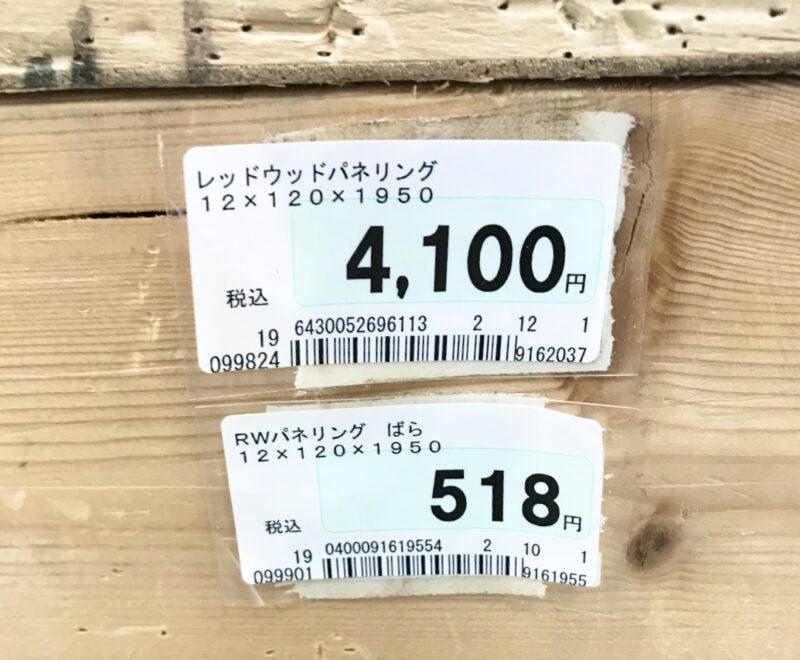 レッドウッドパネリング
12×120×1950
4,100円
税込
19 6430052696113 2 12 1
099824 9162037
RWパネリング ばら
12×120×1950
518円
税込
19 0400091619554 2 10 1
099901 9161955